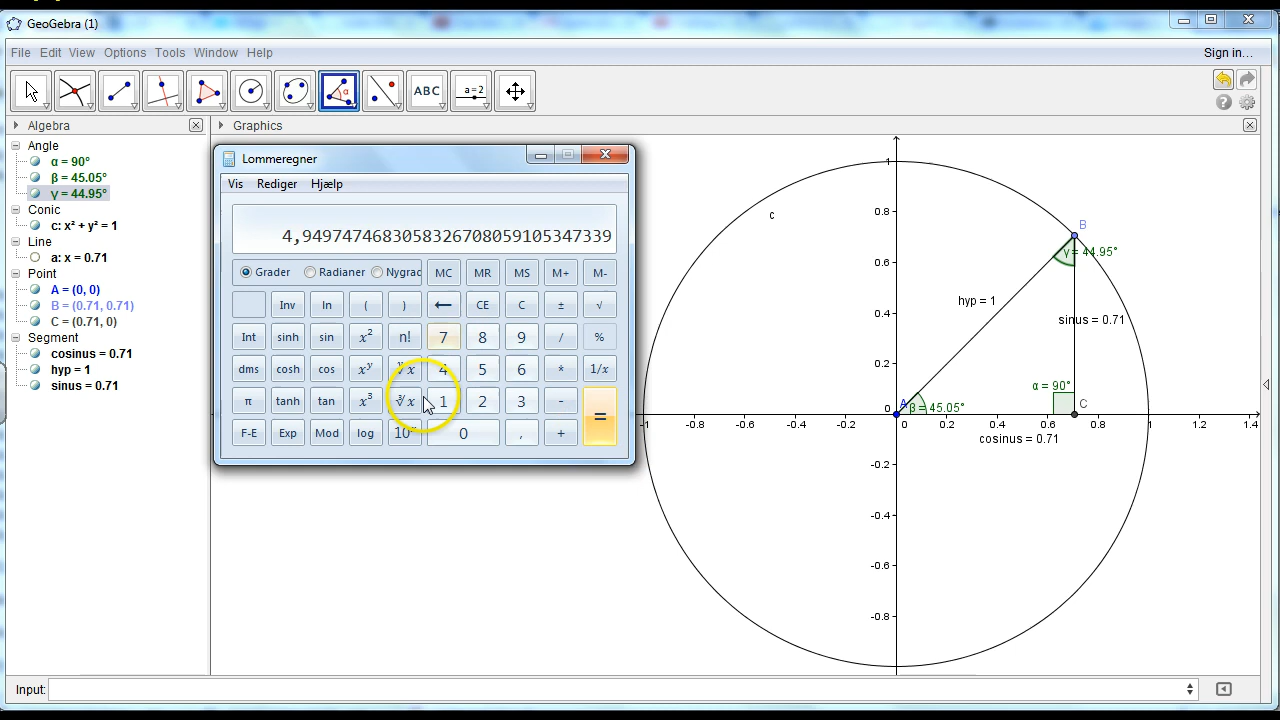 GeoGebra (1)
File Edit View Options Tools Window Help
Sign in...
ABC
a=2
Algebra
Graphics
Angle
α = 90°
β = 45.05°
γ = 44.95°
Conic
c: x² + y² = 1
Line
a: x = 0.71
Point
A = (0, 0)
B = (0.71, 0.71)
C = (0.71, 0)
Segment
cosinus = 0.71
hyp = 1
sinus = 0.71
Lommeregner
Vis Rediger Hjælp
4,9497474683058326708059105347339
Grader Radianer Nygrad MC MR MS M+ M-
Inv ln ( ) ← CE C ± √
Int sinh sin x² n! 7 8 9 / %
dms cosh cos xʸ ʸ√x 4 5 6 * 1/x
π tanh tan x³ ³√x 1 2 3 - =
F-E Exp Mod log 10ˣ 0 , +
1
0.8
0.6
0.4
0.2
0
-0.2
-0.4
-0.6
-0.8
c
B
γ = 44.95°
hyp = 1
sinus = 0.71
α = 90°
A
β = 45.05°
C
-1 -0.8 -0.6 -0.4 -0.2 0 0.2 0.4 0.6 0.8 1 1.2 1.4
cosinus = 0.71
Input: